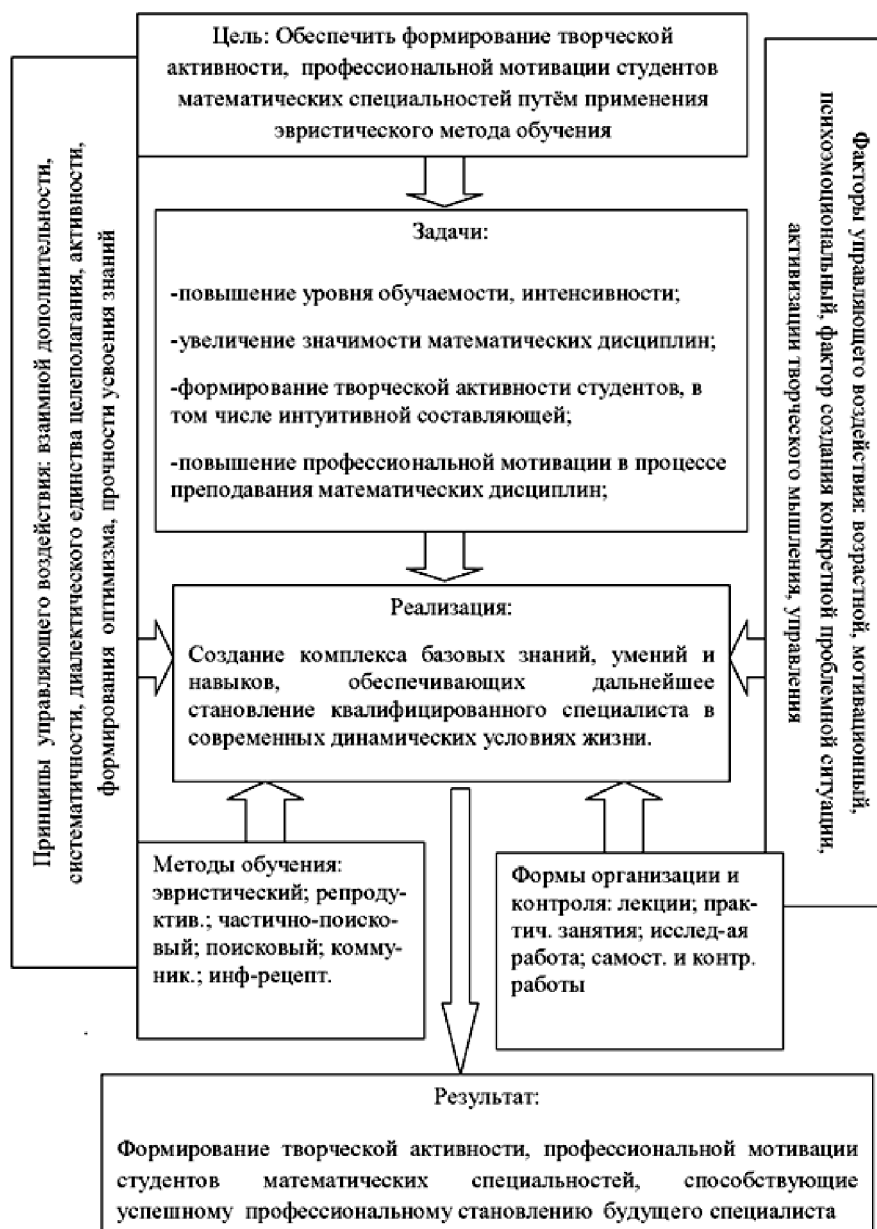 Цель: Обеспечить формирование творческой
активности, профессиональной мотивации студентов
математических специальностей путём применения
эвристического метода обучения
Принципы управляющего воздействия: взаимной дополнительности,
систематичности, диалектического единства целеполагания, активности,
формирования оптимизма, прочности усвоения знаний
Факторы управляющего воздействия: возрастной, мотивационный,
психоэмоциональный, фактор создания конкретной проблемной ситуации,
активизации творческого мышления, управления
Задачи:
-повышение уровня обучаемости, интенсивности;
-увеличение значимости математических дисциплин;
-формирование творческой активности студентов, в
том числе интуитивной составляющей;
-повышение профессиональной мотивации в процессе
преподавания математических дисциплин;
Реализация:
Создание комплекса базовых знаний, умений и
навыков, обеспечивающих дальнейшее
становление квалифицированного специалиста в
современных динамических условиях жизни.
Методы обучения:
эвристический; репродук-
тив.; частично-поиско-
вый; поисковый; комму-
ник.; инф-рецепт.
Формы организации и
контроля: лекции; прак-
тич. занятия; исслед-ая
работа; самост. и контр.
работы
Результат:
Формирование творческой активности, профессиональной мотивации
студентов математических специальностей, способствующие
успешному профессиональному становлению будущего специалиста